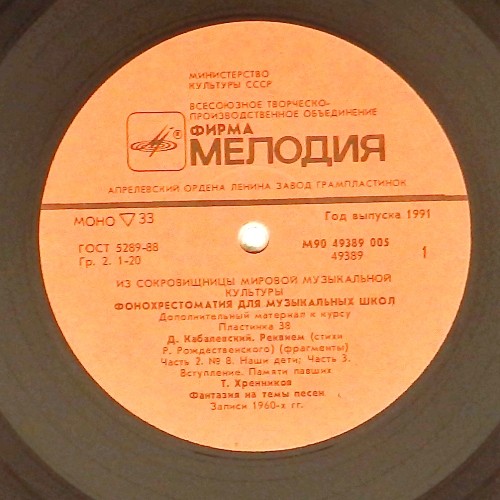 МИНИСТЕРСТВО
КУЛЬТУРЫ СССР
ВСЕСОЮЗНОЕ ТВОРЧЕСКО-
ПРОИЗВОДСТВЕННОЕ ОБЪЕДИНЕНИЕ
®
ФИРМА
МЕЛОДИЯ
АПРЕЛЕВСКИЙ ОРДЕНА ЛЕНИНА ЗАВОД ГРАМПЛАСТИНОК
МОНО ▽ 33
Год выпуска 1991
ГОСТ 5289-88
М90 49389 005
Гр. 2. 1-20
49389
1
ИЗ СОКРОВИЩНИЦЫ МИРОВОЙ МУЗЫКАЛЬНОЙ
КУЛЬТУРЫ
ФОНОХРЕСТОМАТИЯ ДЛЯ МУЗЫКАЛЬНЫХ ШКОЛ
Дополнительный материал к курсу
Пластинка 38
Д. Кабалевский. Реквием (стихи
Р. Рождественского) (фрагменты)
Часть 2. № 8. Наши дети; Часть 3.
Вступление. Памяти павших
Т. Хренников
Фантазия на темы песен
Записи 1960-х гг.